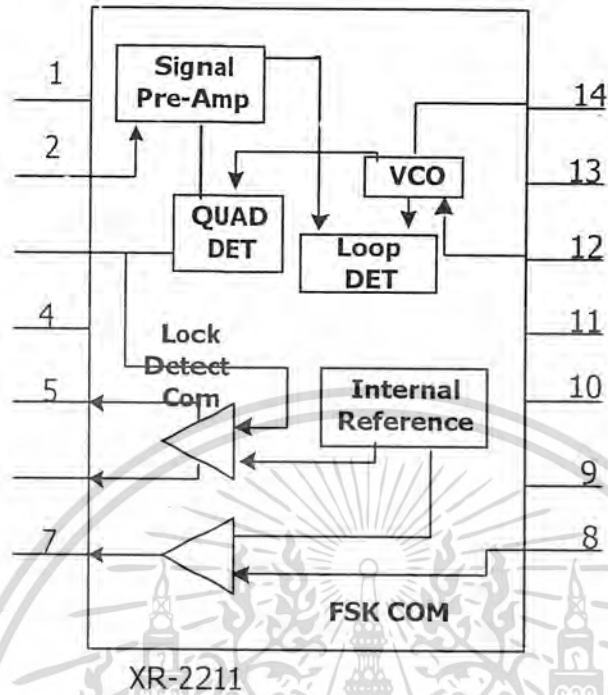 Signal
Pre-Amp
1
2
14
13
VCO
QUAD
DET
Loop
DET
12
4
11
Lock
Detect
Com
5
Internal
Reference
10
9
7
8
FSK COM
XR-2211